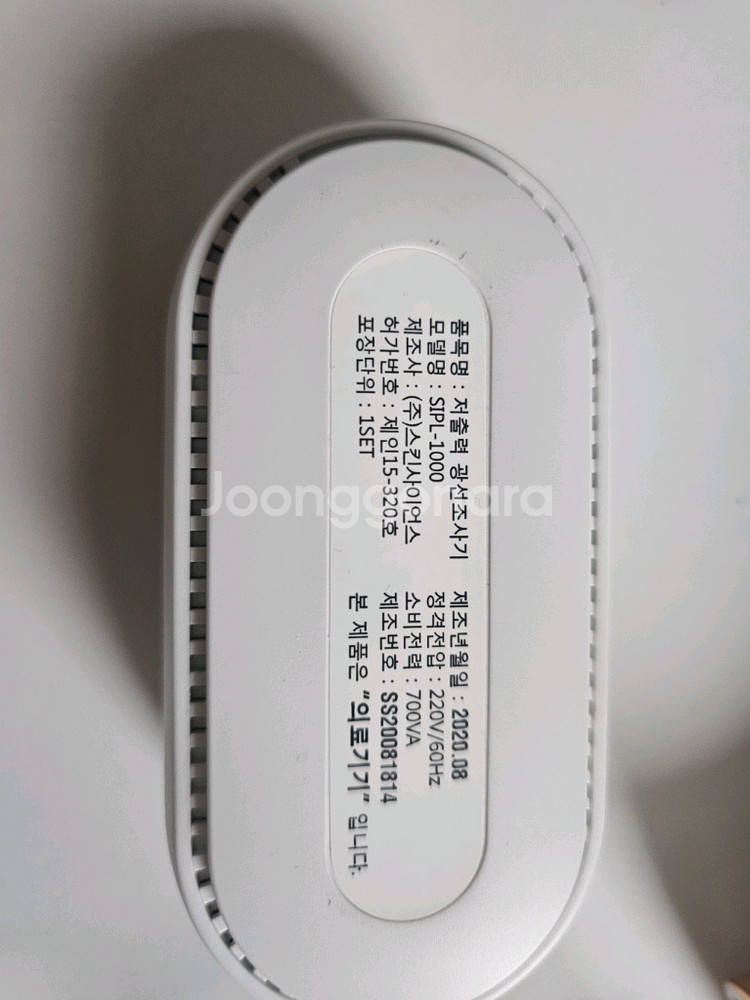 품목명 : 저출력 광선조사기
모델명 : SIPL-1000
제조사 : (주)스킨사이언스
허가번호 : 제인15-320호
포장단위 : 1SET
제조년월일 : 2020.08
정격전압 : 220V/60Hz
소비전력 : 700VA
제조번호 : SS20081814
본 제품은 "의료기기" 입니다.
Joonggonara